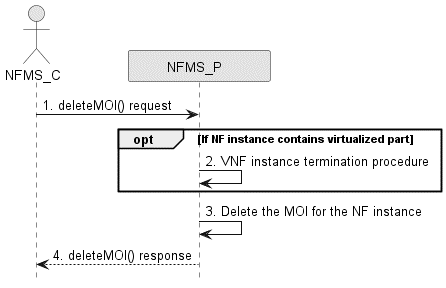 NFMS_C
NFMS_P
1. deleteMOI() request
opt
[If NF instance contains virtualized part]
2. VNF instance termination procedure
3. Delete the MOI for the NF instance
4. deleteMOI() response